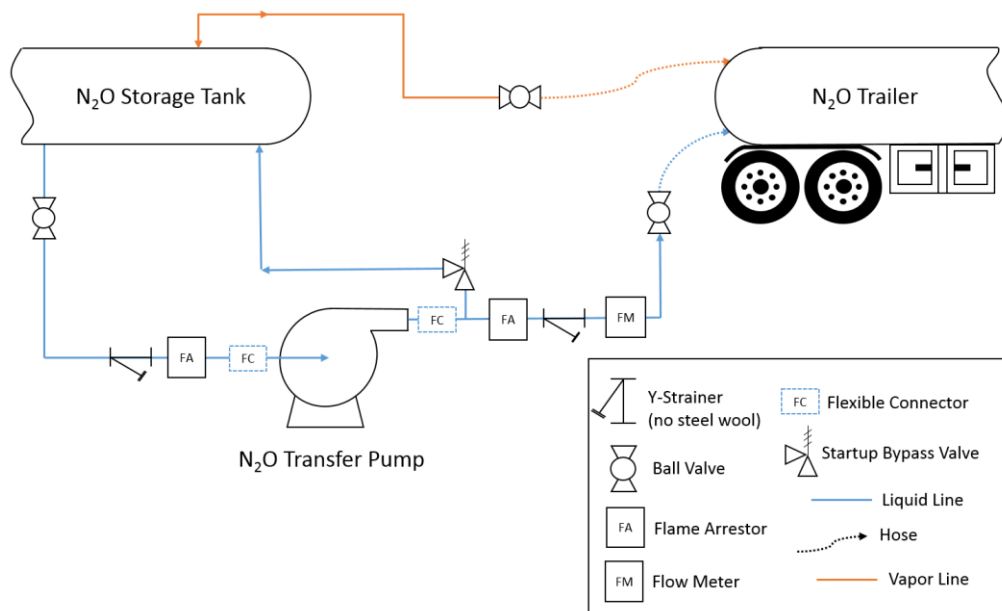 N₂O Storage Tank
N₂O Trailer
FC
FA
FM
FA
FC
N₂O Transfer Pump
Y-Strainer
(no steel wool)
FC
Flexible Connector
Ball Valve
Startup Bypass Valve
Liquid Line
FA
Flame Arrestor
Hose
FM
Flow Meter
Vapor Line